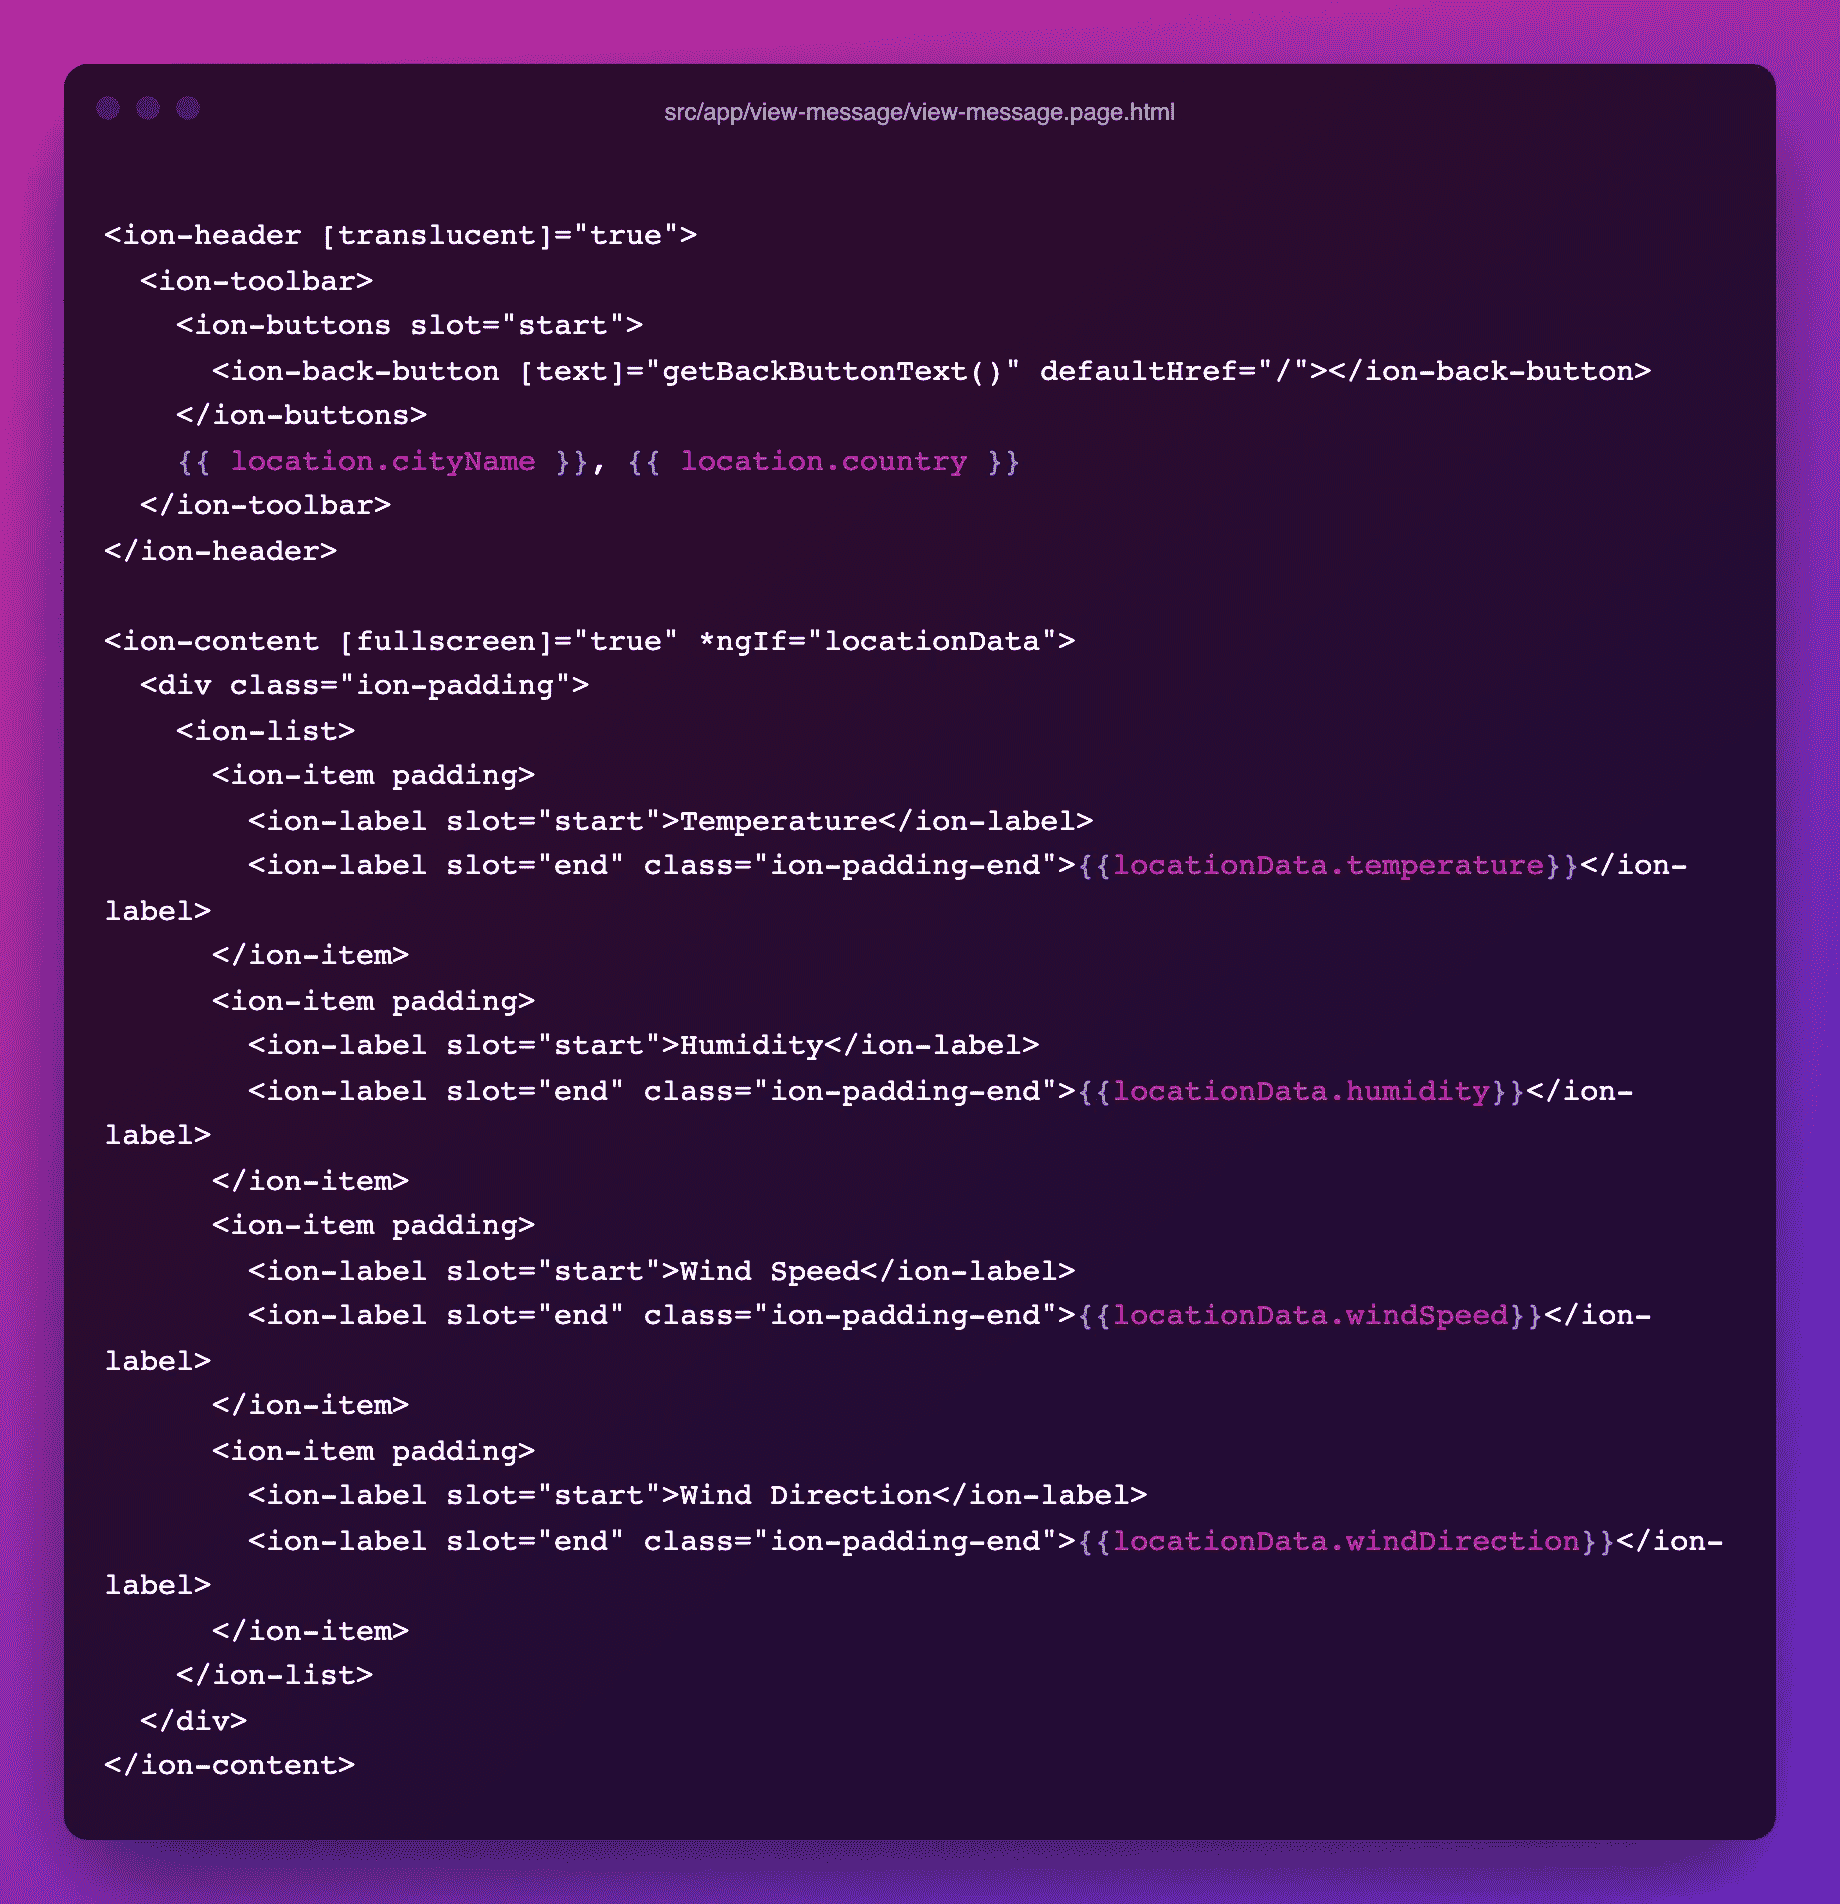 src/app/view-message/view-message.page.html
<ion-header [translucent]="true">
  <ion-toolbar>
    <ion-buttons slot="start">
      <ion-back-button [text]="getBackButtonText()" defaultHref="/"></ion-back-button>
    </ion-buttons>
    {{ location.cityName }}, {{ location.country }}
  </ion-toolbar>
</ion-header>

<ion-content [fullscreen]="true" *ngIf="locationData">
  <div class="ion-padding">
    <ion-list>
      <ion-item padding>
        <ion-label slot="start">Temperature</ion-label>
        <ion-label slot="end" class="ion-padding-end">{{locationData.temperature}}</ion-
label>
      </ion-item>
      <ion-item padding>
        <ion-label slot="start">Humidity</ion-label>
        <ion-label slot="end" class="ion-padding-end">{{locationData.humidity}}</ion-
label>
      </ion-item>
      <ion-item padding>
        <ion-label slot="start">Wind Speed</ion-label>
        <ion-label slot="end" class="ion-padding-end">{{locationData.windSpeed}}</ion-
label>
      </ion-item>
      <ion-item padding>
        <ion-label slot="start">Wind Direction</ion-label>
        <ion-label slot="end" class="ion-padding-end">{{locationData.windDirection}}</ion-
label>
      </ion-item>
    </ion-list>
  </div>
</ion-content>